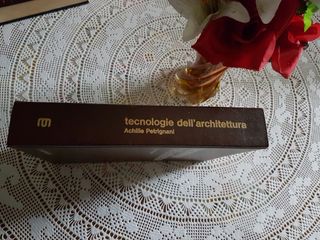 tecnologie dell'architettura
Achille Petrignani